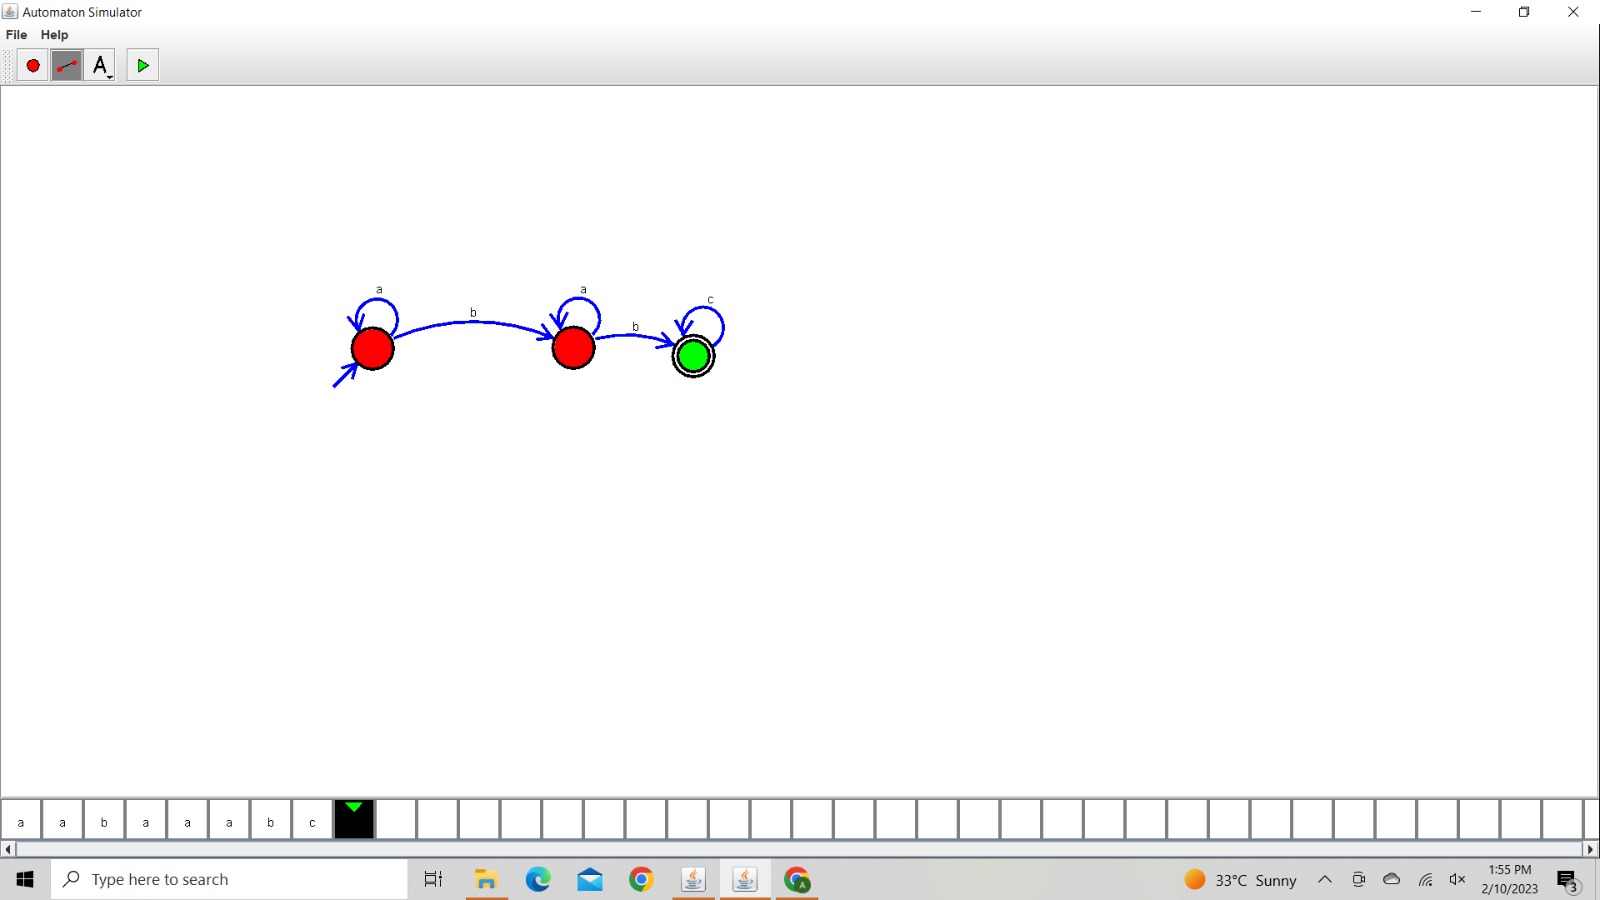 Automaton Simulator
File Help
A
a
a
c
b
b
a a b a a a b c
Type here to search
A
33°C Sunny
1:55 PM
2/10/2023
3